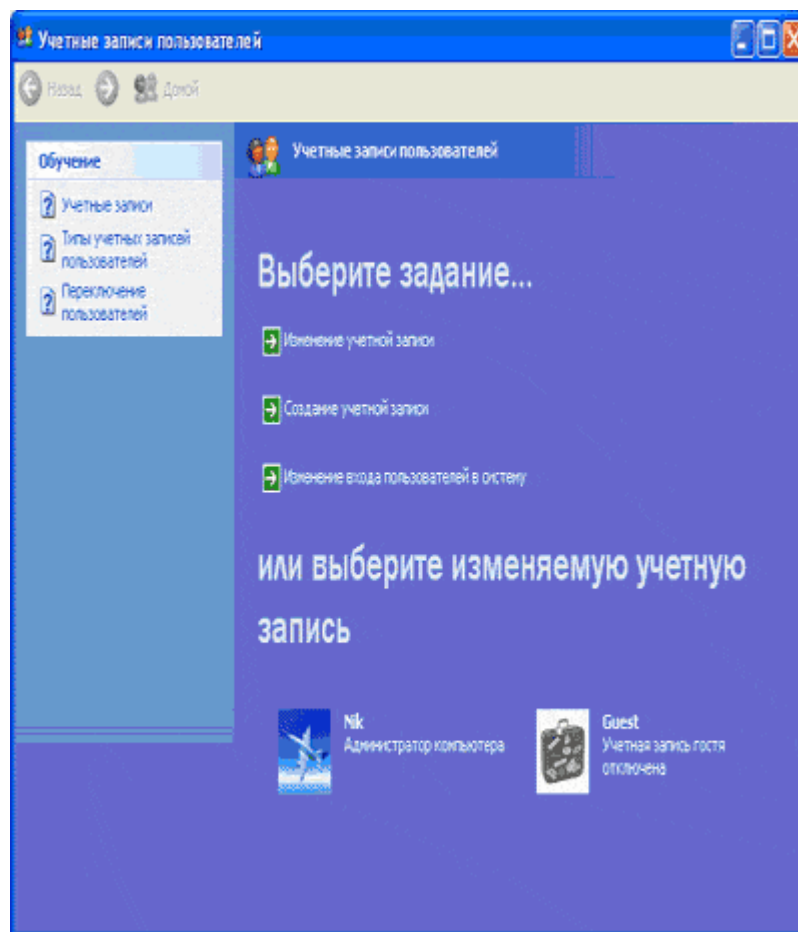 Учетные записи пользователей
Назад
Домой
Обучение
Учетные записи
Типы учетных записей
пользователей
Переключение
пользователей
Учетные записи пользователей
Выберите задание...
Изменение учетной записи
Создание учетной записи
Изменение входа пользователей в систему
или выберите изменяемую учетную
запись
Nik
Администратор компьютера
Guest
Учетная запись гостя
отключена